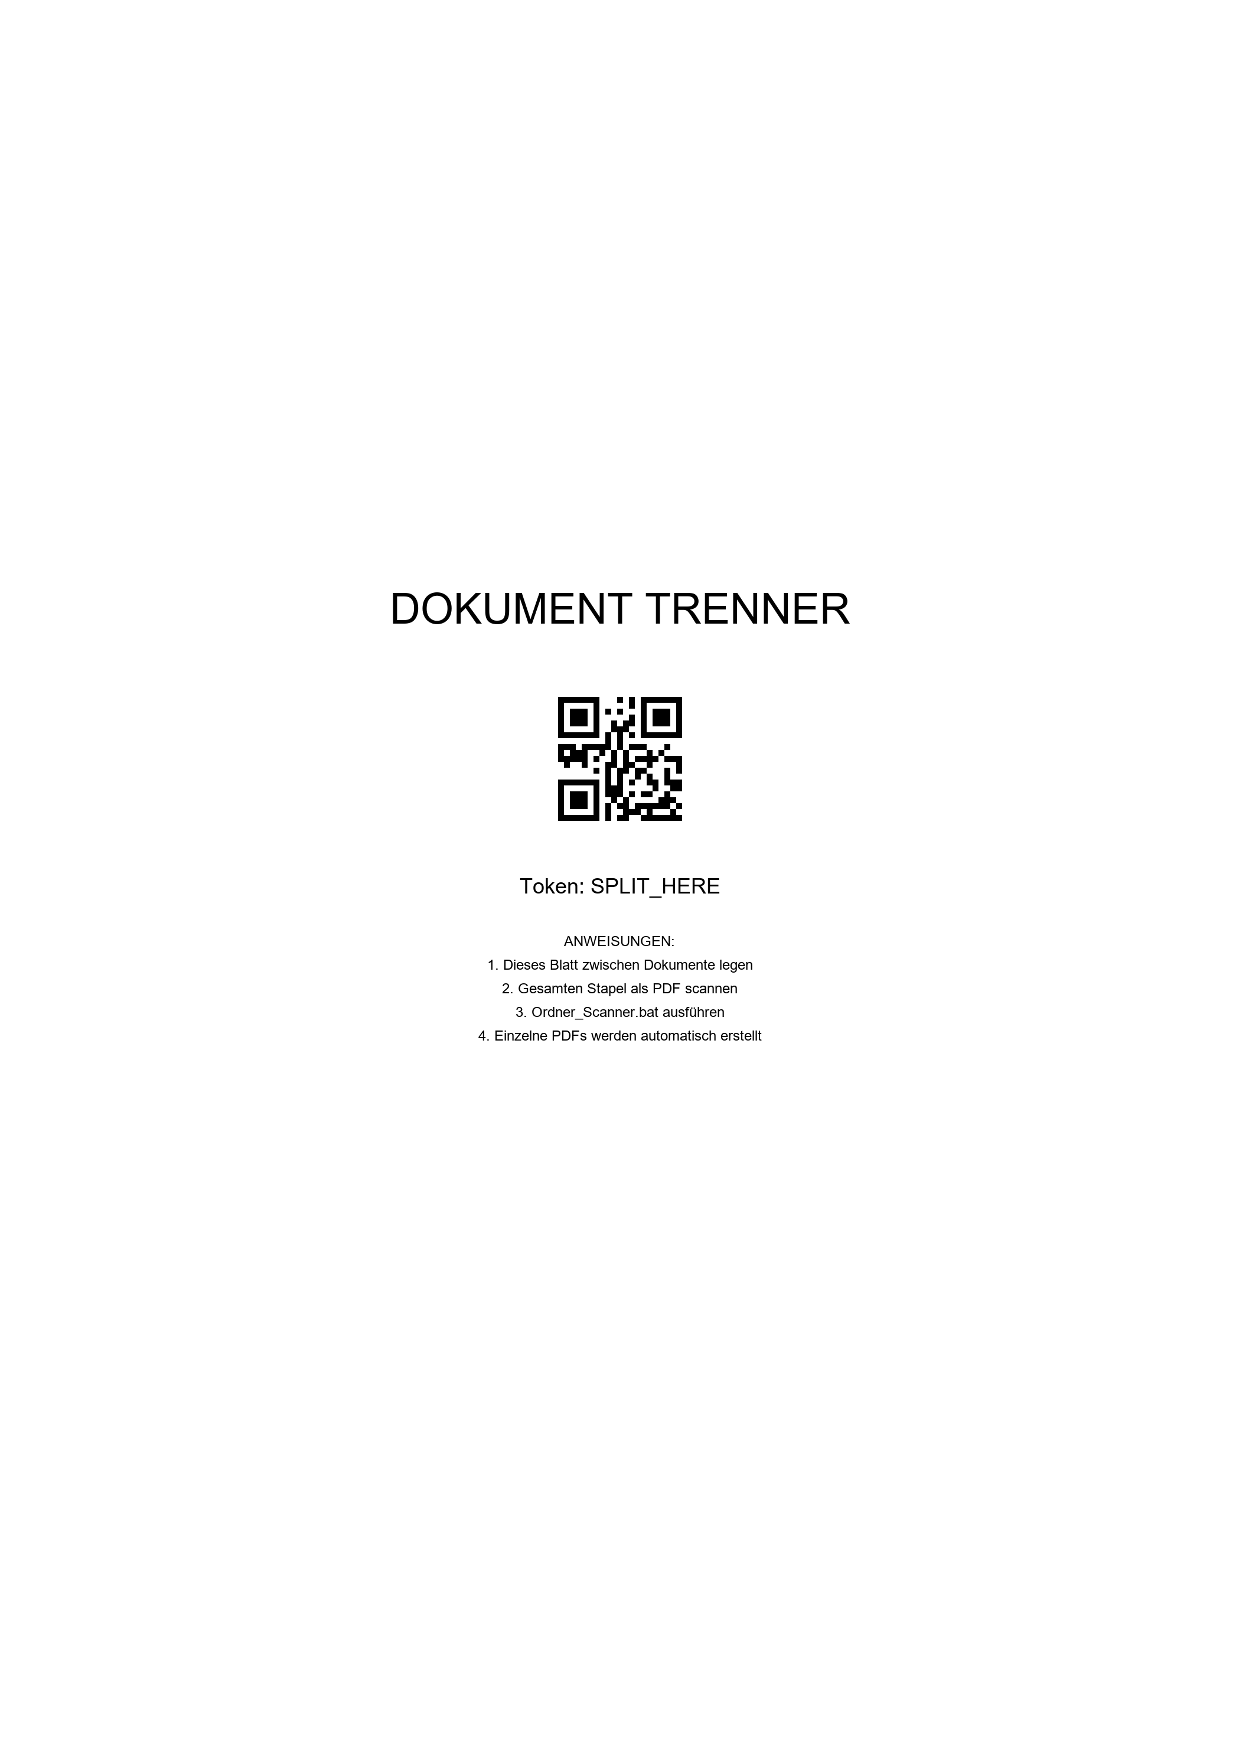 DOKUMENT TRENNER
Token: SPLIT_HERE
ANWEISUNGEN:
1. Dieses Blatt zwischen Dokumente legen
2. Gesamten Stapel als PDF scannen
3. Ordner_Scanner.bat ausführen
4. Einzelne PDFs werden automatisch erstellt